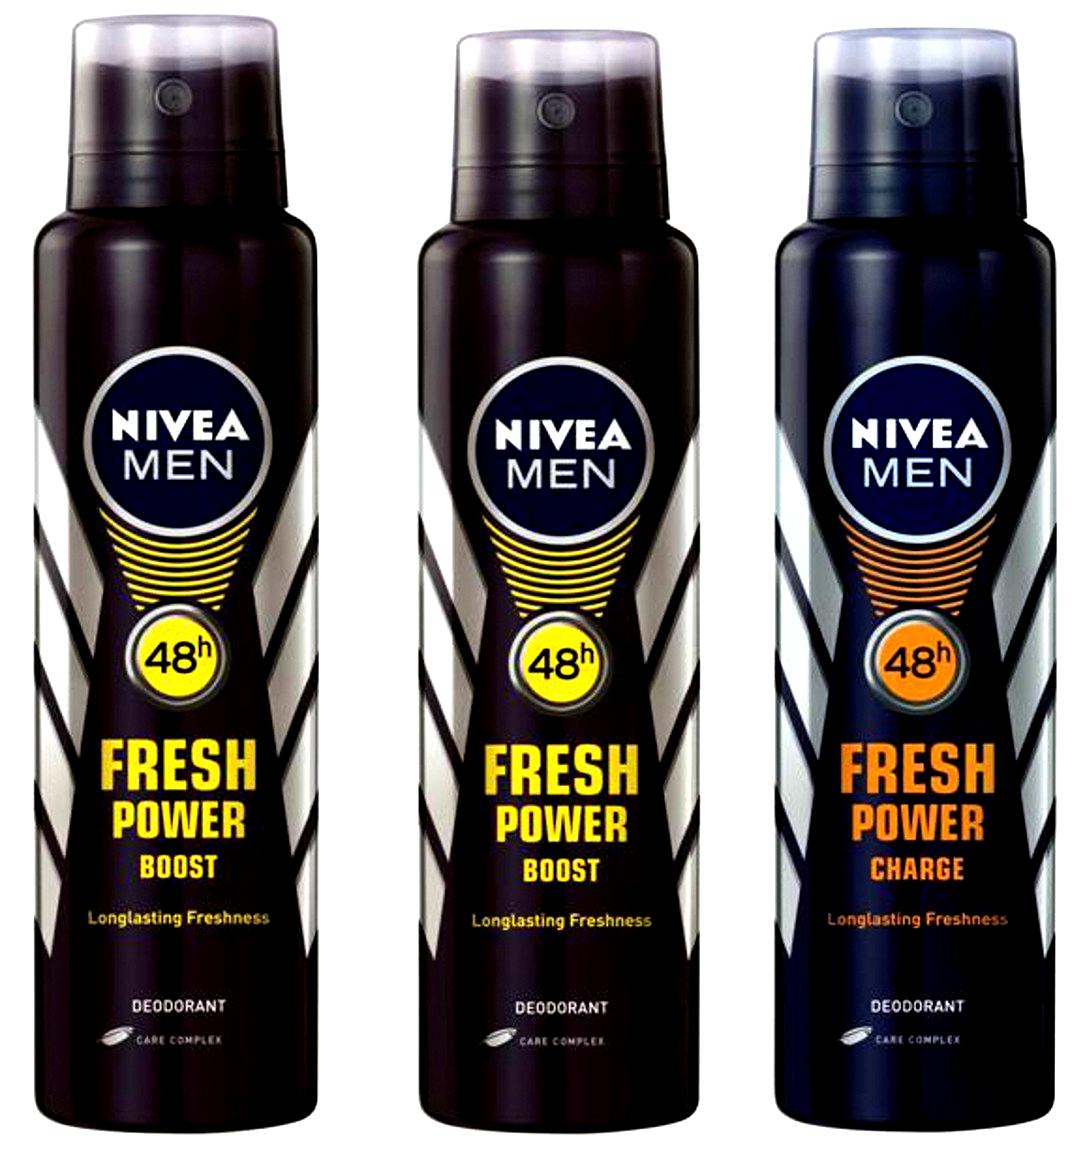 NIVEA
MEN
48h
FRESH
POWER
BOOST
Longlasting Freshness
DEODORANT
CARE COMPLEX
NIVEA
MEN
48h
FRESH
POWER
BOOST
Longlasting Freshness
DEODORANT
CARE COMPLEX
NIVEA
MEN
48h
FRESH
POWER
CHARGE
Longlasting Freshness
DEODORANT
CARE COMPLEX